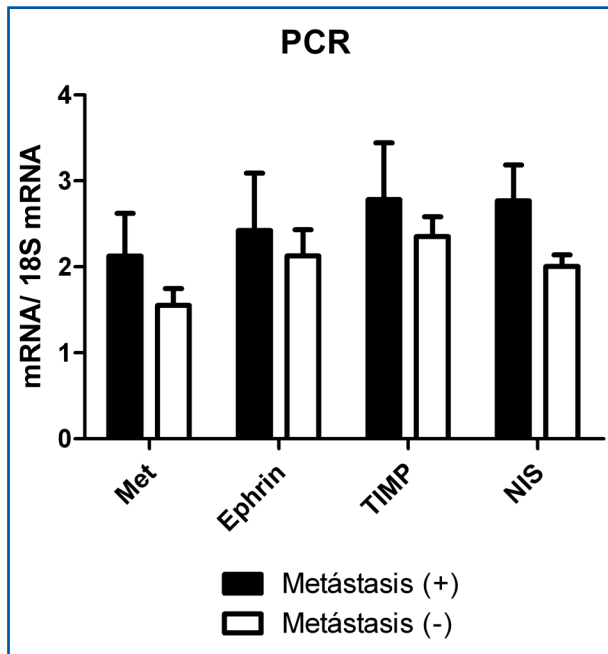 PCR
mRNA/ 18S mRNA
4
3
2
1
0
Met
Ephrin
TIMP
NIS
Metástasis (+)
Metástasis (-)